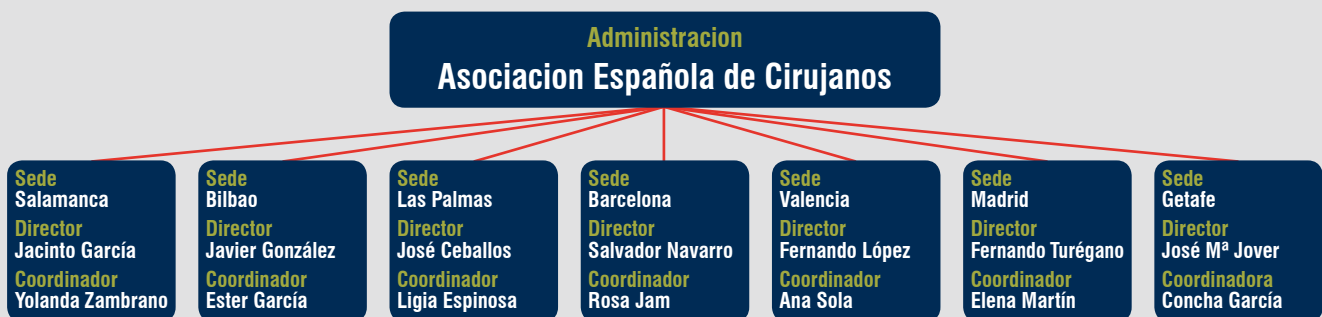 Administracion
Asociacion Española de Cirujanos
Sede
Salamanca
Director
Jacinto García
Coordinador
Yolanda Zambrano
Sede
Bilbao
Director
Javier González
Coordinador
Ester García
Sede
Las Palmas
Director
José Ceballos
Coordinador
Ligia Espinosa
Sede
Barcelona
Director
Salvador Navarro
Coordinador
Rosa Jam
Sede
Valencia
Director
Fernando López
Coordinador
Ana Sola
Sede
Madrid
Director
Fernando Turégano
Coordinador
Elena Martín
Sede
Getafe
Director
José Mª Jover
Coordinadora
Concha García